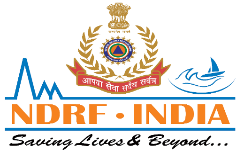 आपदा सेवा सदैव सर्वत्र
NDRF • INDIA
Saving Lives & Beyond...